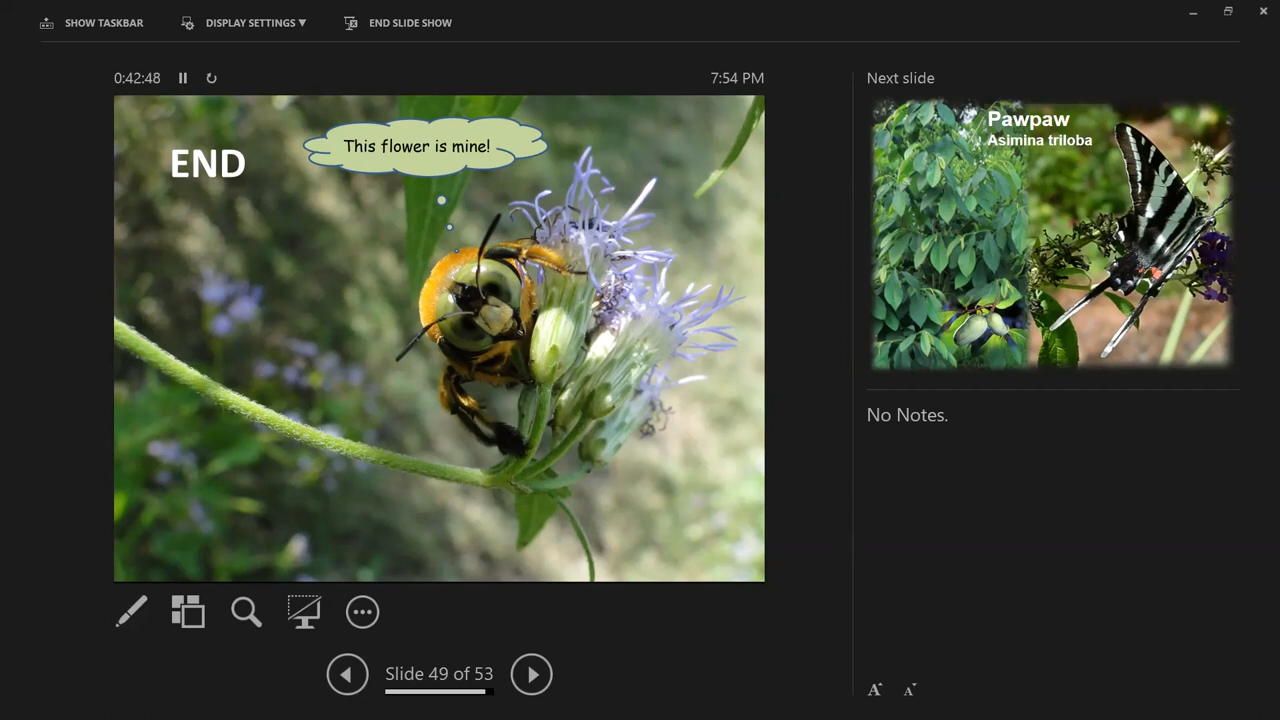 SHOW TASKBAR
DISPLAY SETTINGS ▼
END SLIDE SHOW
0:42:48
7:54 PM
END
This flower is mine!
Slide 49 of 53
Next slide
Pawpaw
Asimina triloba
No Notes.
A A